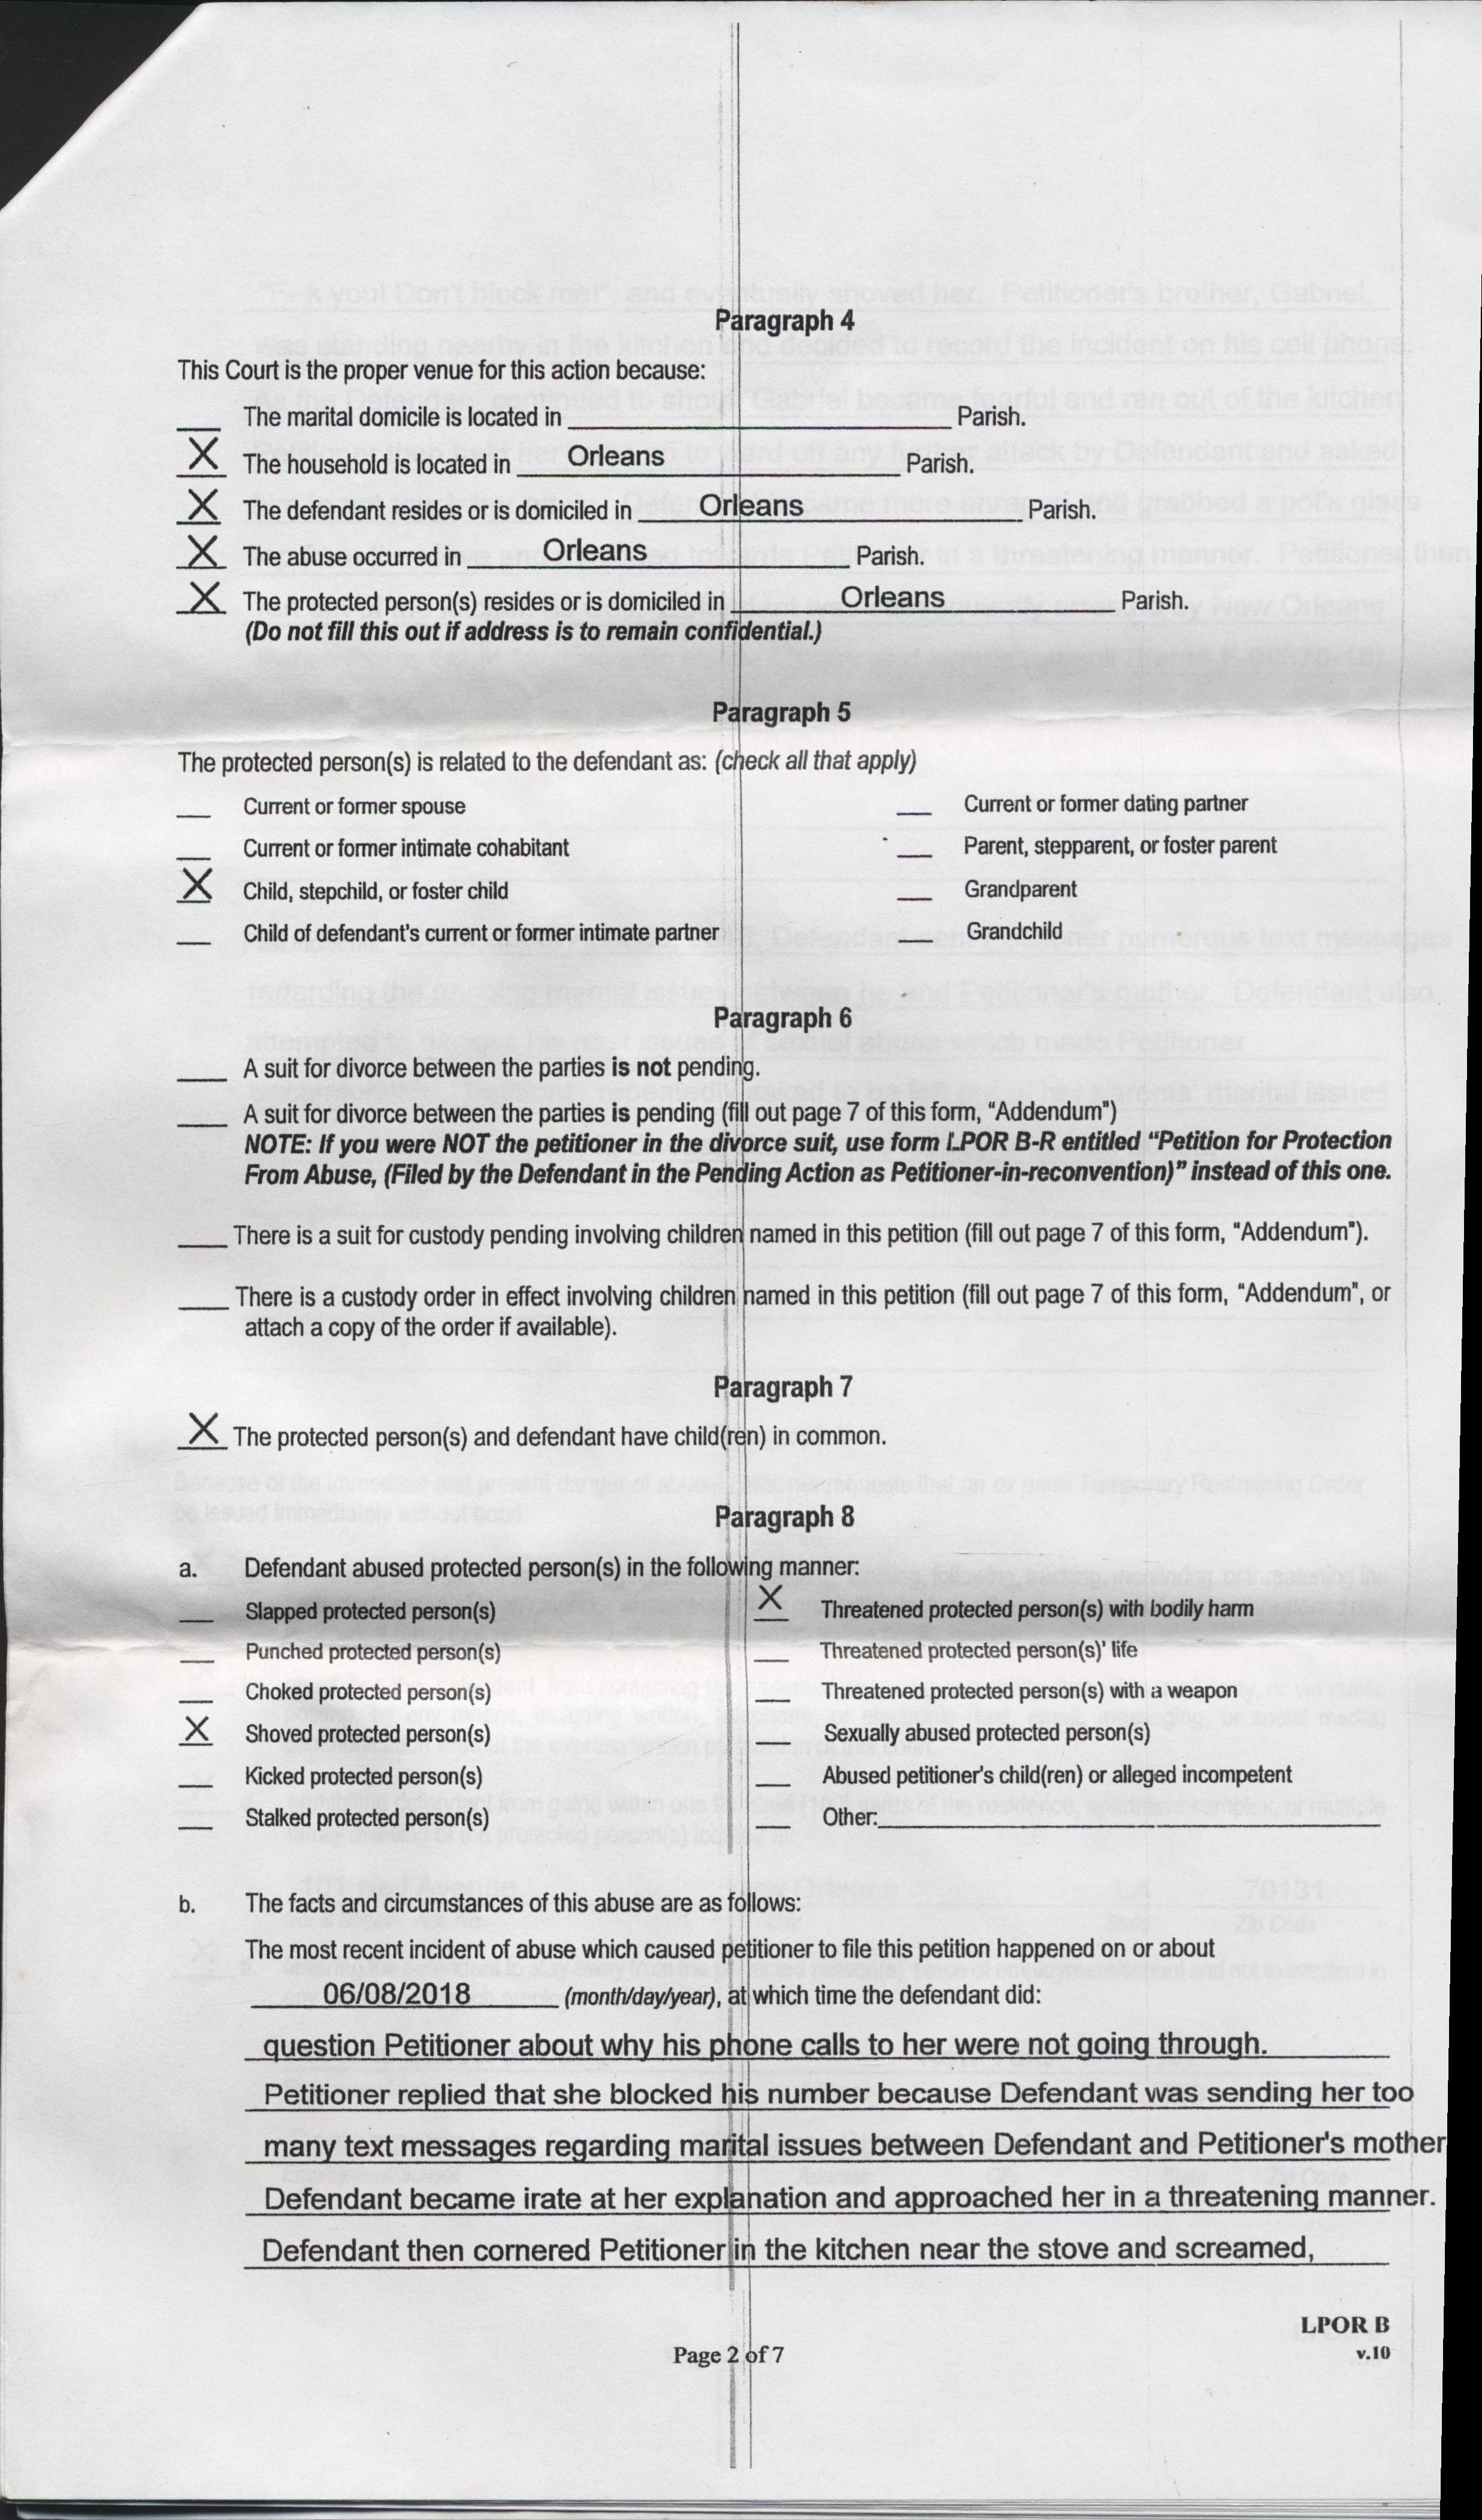 Paragraph 4
This Court is the proper venue for this action because:
___ The marital domicile is located in ___ Parish.
X The household is located in Orleans Parish.
X The defendant resides or is domiciled in Orleans Parish.
X The abuse occurred in Orleans Parish.
X The protected person(s) resides or is domiciled in Orleans Parish.
(Do not fill this out if address is to remain confidential.)
Paragraph 5
The protected person(s) is related to the defendant as: (check all that apply)
___ Current or former spouse ___ Current or former dating partner
___ Current or former intimate cohabitant ___ Parent, stepparent, or foster parent
X Child, stepchild, or foster child ___ Grandparent
___ Child of defendant's current or former intimate partner ___ Grandchild
Paragraph 6
___ A suit for divorce between the parties is not pending.
___ A suit for divorce between the parties is pending (fill out page 7 of this form, “Addendum”)
NOTE: If you were NOT the petitioner in the divorce suit, use form LPOR B-R entitled “Petition for Protection
From Abuse, (Filed by the Defendant in the Pending Action as Petitioner-in-reconvention)” instead of this one.
___ There is a suit for custody pending involving children named in this petition (fill out page 7 of this form, "Addendum").
___ There is a custody order in effect involving children named in this petition (fill out page 7 of this form, “Addendum”, or
attach a copy of the order if available).
Paragraph 7
X The protected person(s) and defendant have child(ren) in common.
Paragraph 8
a. Defendant abused protected person(s) in the following manner:
___ Slapped protected person(s) X Threatened protected person(s) with bodily harm
___ Punched protected person(s) ___ Threatened protected person(s)' life
___ Choked protected person(s) ___ Threatened protected person(s) with a weapon
X Shoved protected person(s) ___ Sexually abused protected person(s)
___ Kicked protected person(s) ___ Abused petitioner's child(ren) or alleged incompetent
___ Stalked protected person(s) ___ Other:___
b. The facts and circumstances of this abuse are as follows:
The most recent incident of abuse which caused petitioner to file this petition happened on or about
06/08/2018 (month/day/year), at which time the defendant did:
question Petitioner about why his phone calls to her were not going through.
Petitioner replied that she blocked his number because Defendant was sending her too
many text messages regarding marital issues between Defendant and Petitioner's mother
Defendant became irate at her explanation and approached her in a threatening manner.
Defendant then cornered Petitioner in the kitchen near the stove and screamed,
LPOR B
Page 2 of 7
v.10